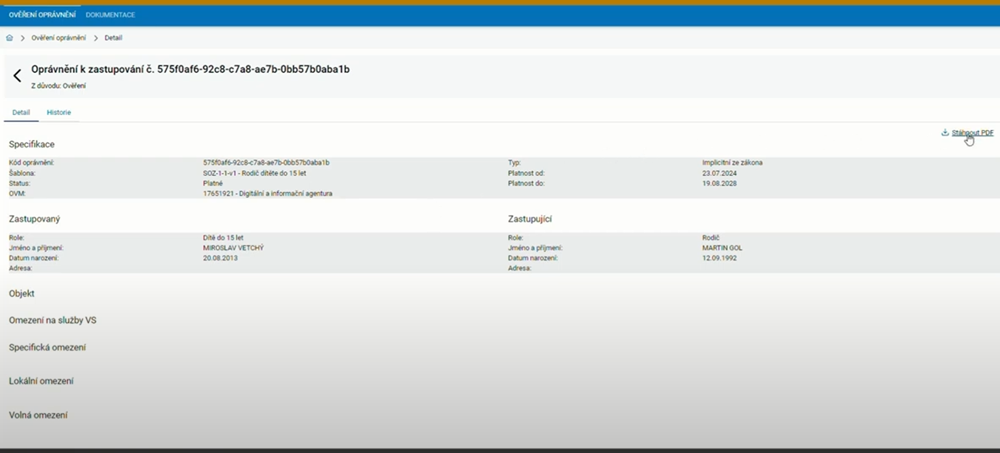 OVĚŘENÍ OPRÁVNĚNÍ DOKUMENTACE
Ověření oprávnění Detail
Oprávnění k zastupování č. 575f0af6-92c8-c7a8-ae7b-0bb57b0aba1b
Z důvodu: Ověření
Detail Historie
Stáhnout PDF
Specifikace
Kód oprávnění: 575f0af6-92c8-c7a8-ae7b-0bb57b0aba1b Typ: Implicitní ze zákona
Šablona: SOZ-1-1-v1 - Rodič dítěte do 15 let Platnost od: 23.07.2024
Status: Platné Platnost do: 19.08.2028
OVM: 17651921 - Digitální a informační agentura
Zastupovaný Zastupující
Role: Dítě do 15 let Role: Rodič
Jméno a příjmení: MIROSLAV VETCHÝ Jméno a příjmení: MARTIN GOL
Datum narození: 20.08.2013 Datum narození: 12.09.1992
Adresa: Adresa:
Objekt
Omezení na služby VS
Specifická omezení
Lokální omezení
Volná omezení